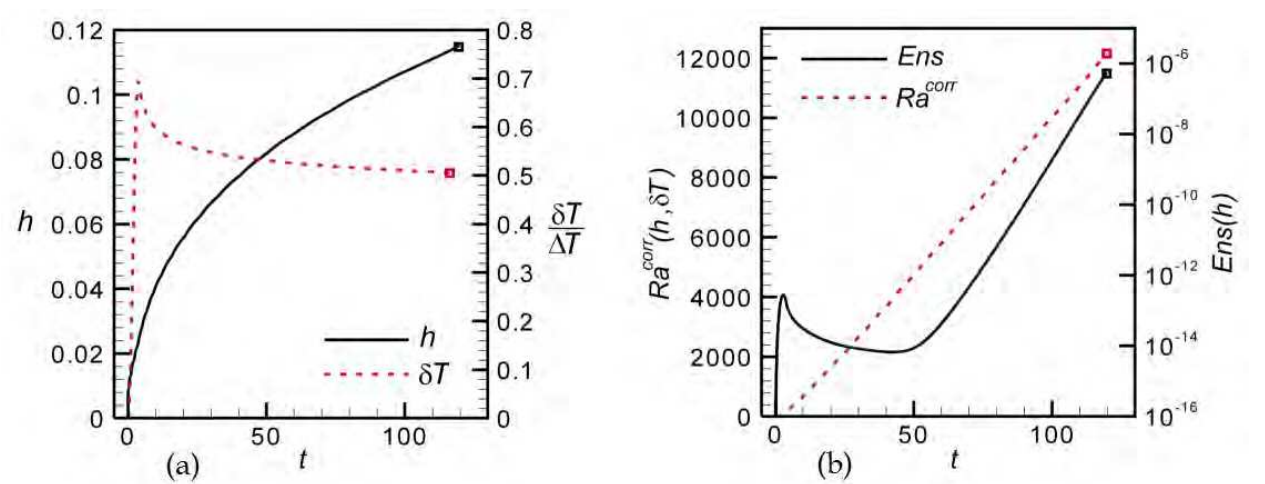 0.12
0.1
0.08
0.06
0.04
0.02
0
h
0.8
0.7
0.6
0.5
0.4
0.3
0.2
0.1
0
δT
ΔT
h
δT
0 50 100
(a) t
12000
10000
8000
6000
4000
2000
0
Ra^corr(h,δT)
Ens
Ra^corr
10^-6
10^-8
10^-10
10^-12
10^-14
10^-16
Ens(h)
0 50 100
(b) t